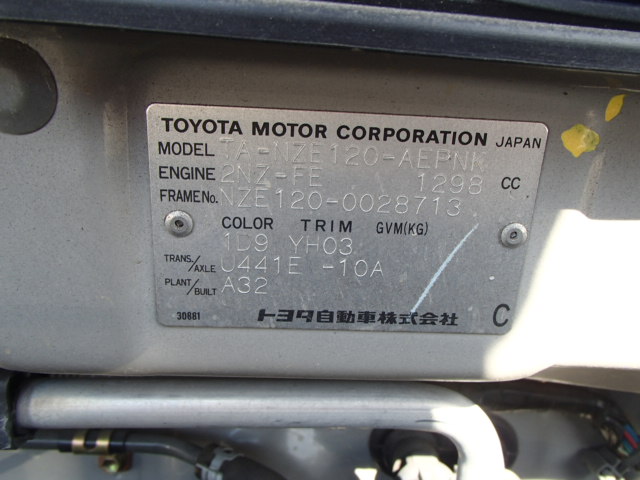 TOYOTA MOTOR CORPORATION JAPAN
MODEL TA-NZE120-AEPNK
ENGINE 2NZ-FE 1298 CC
FRAME No. NZE120-0028713
COLOR TRIM GVM(KG)
1D9 YH03
TRANS./AXLE U441E -10A
PLANT/BUILT A32
30881 トヨタ自動車株式会社 C